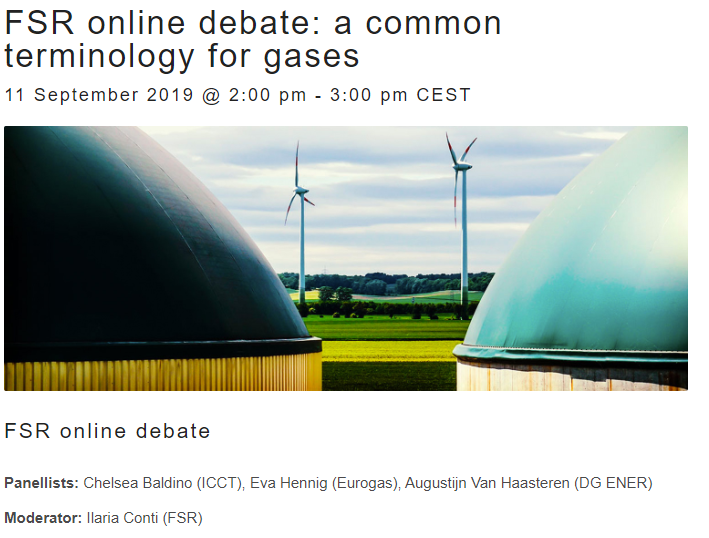 FSR online debate: a common
terminology for gases
11 September 2019 @ 2:00 pm - 3:00 pm CEST
FSR online debate
Panellists: Chelsea Baldino (ICCT), Eva Hennig (Eurogas), Augustijn Van Haasteren (DG ENER)
Moderator: Ilaria Conti (FSR)